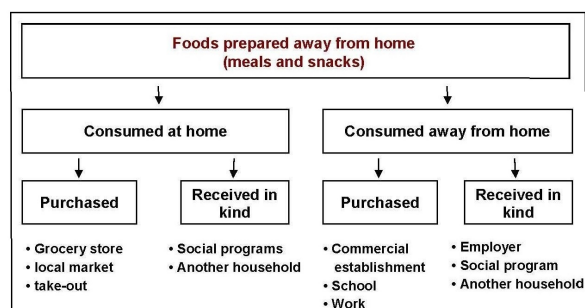 Foods prepared away from home
(meals and snacks)
Consumed at home
Consumed away from home
Purchased
Received in
kind
Purchased
Received in
kind
• Grocery store
• local market
• take-out
• Social programs
• Another household
• Commercial
establishment
• School
• Work
• Employer
• Social program
• Another household